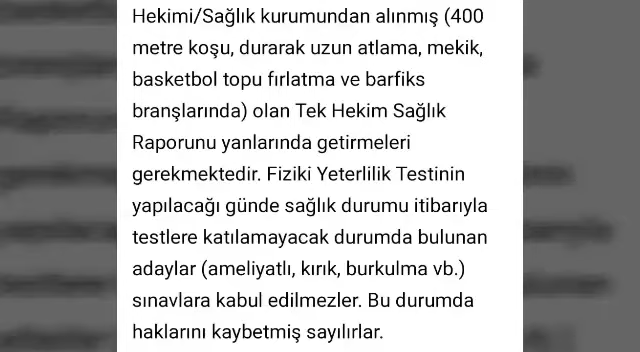 Hekimi/Sağlık kurumundan alınmış (400
metre koşu, durarak uzun atlama, mekik,
basketbol topu fırlatma ve barfiks
branşlarında) olan Tek Hekim Sağlık
Raporunu yanlarında getirmeleri
gerekmektedir. Fiziki Yeterlilik Testinin
yapılacağı günde sağlık durumu itibarıyla
testlere katılamayacak durumda bulunan
adaylar (ameliyatlı, kırık, burkulma vb.)
sınavlara kabul edilmezler. Bu durumda
haklarını kaybetmiş sayılırlar.